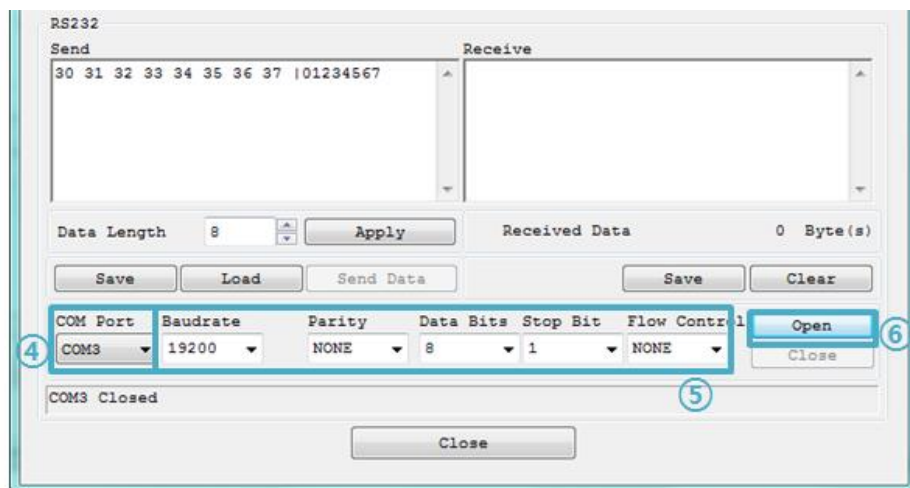 RS232
Send Receive
30 31 32 33 34 35 36 37 |01234567
Data Length 8 Apply Received Data 0 Byte(s)
Save Load Send Data Save Clear
COM Port Baudrate Parity Data Bits Stop Bit Flow Control Open
④ COM3 19200 NONE 8 1 NONE ⑥
Close
⑤
COM3 Closed
Close